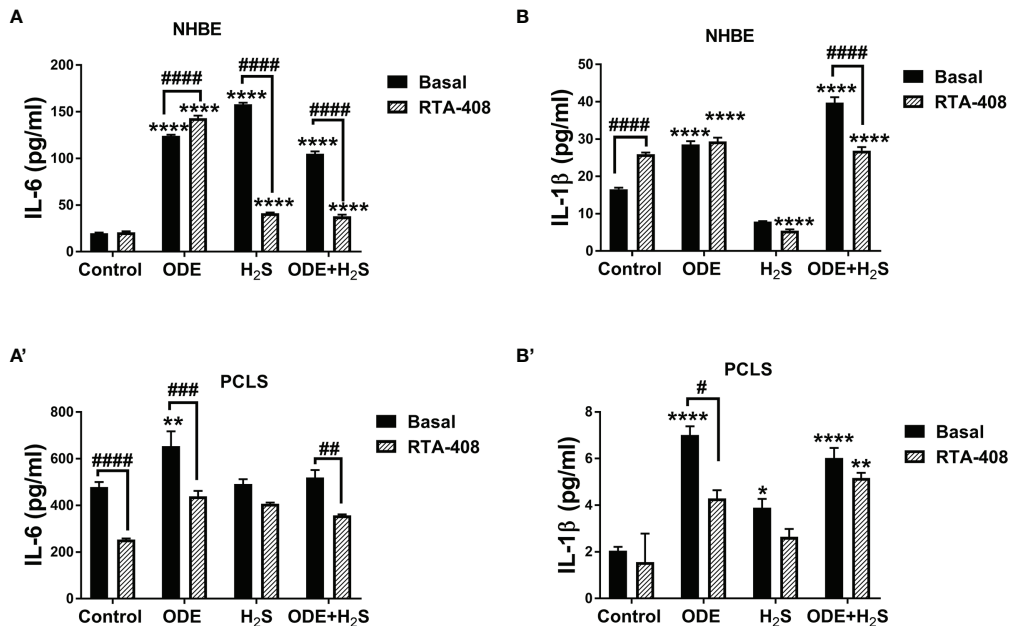 A
NHBE
IL-6 (pg/ml)
200
150
100
50
0
####
****
****
####
****
****
####
****
****
Control
ODE
H₂S
ODE+H₂S
Basal
RTA-408
B
NHBE
IL-1β (pg/ml)
50
40
30
20
10
0
####
****
****
****
####
****
****
Control
ODE
H₂S
ODE+H₂S
Basal
RTA-408
A'
PCLS
IL-6 (pg/ml)
800
600
400
200
0
####
###
**
##
Control
ODE
H₂S
ODE+H₂S
Basal
RTA-408
B'
PCLS
IL-1β (pg/ml)
8
6
4
2
0
#
****
*
****
**
Control
ODE
H₂S
ODE+H₂S
Basal
RTA-408